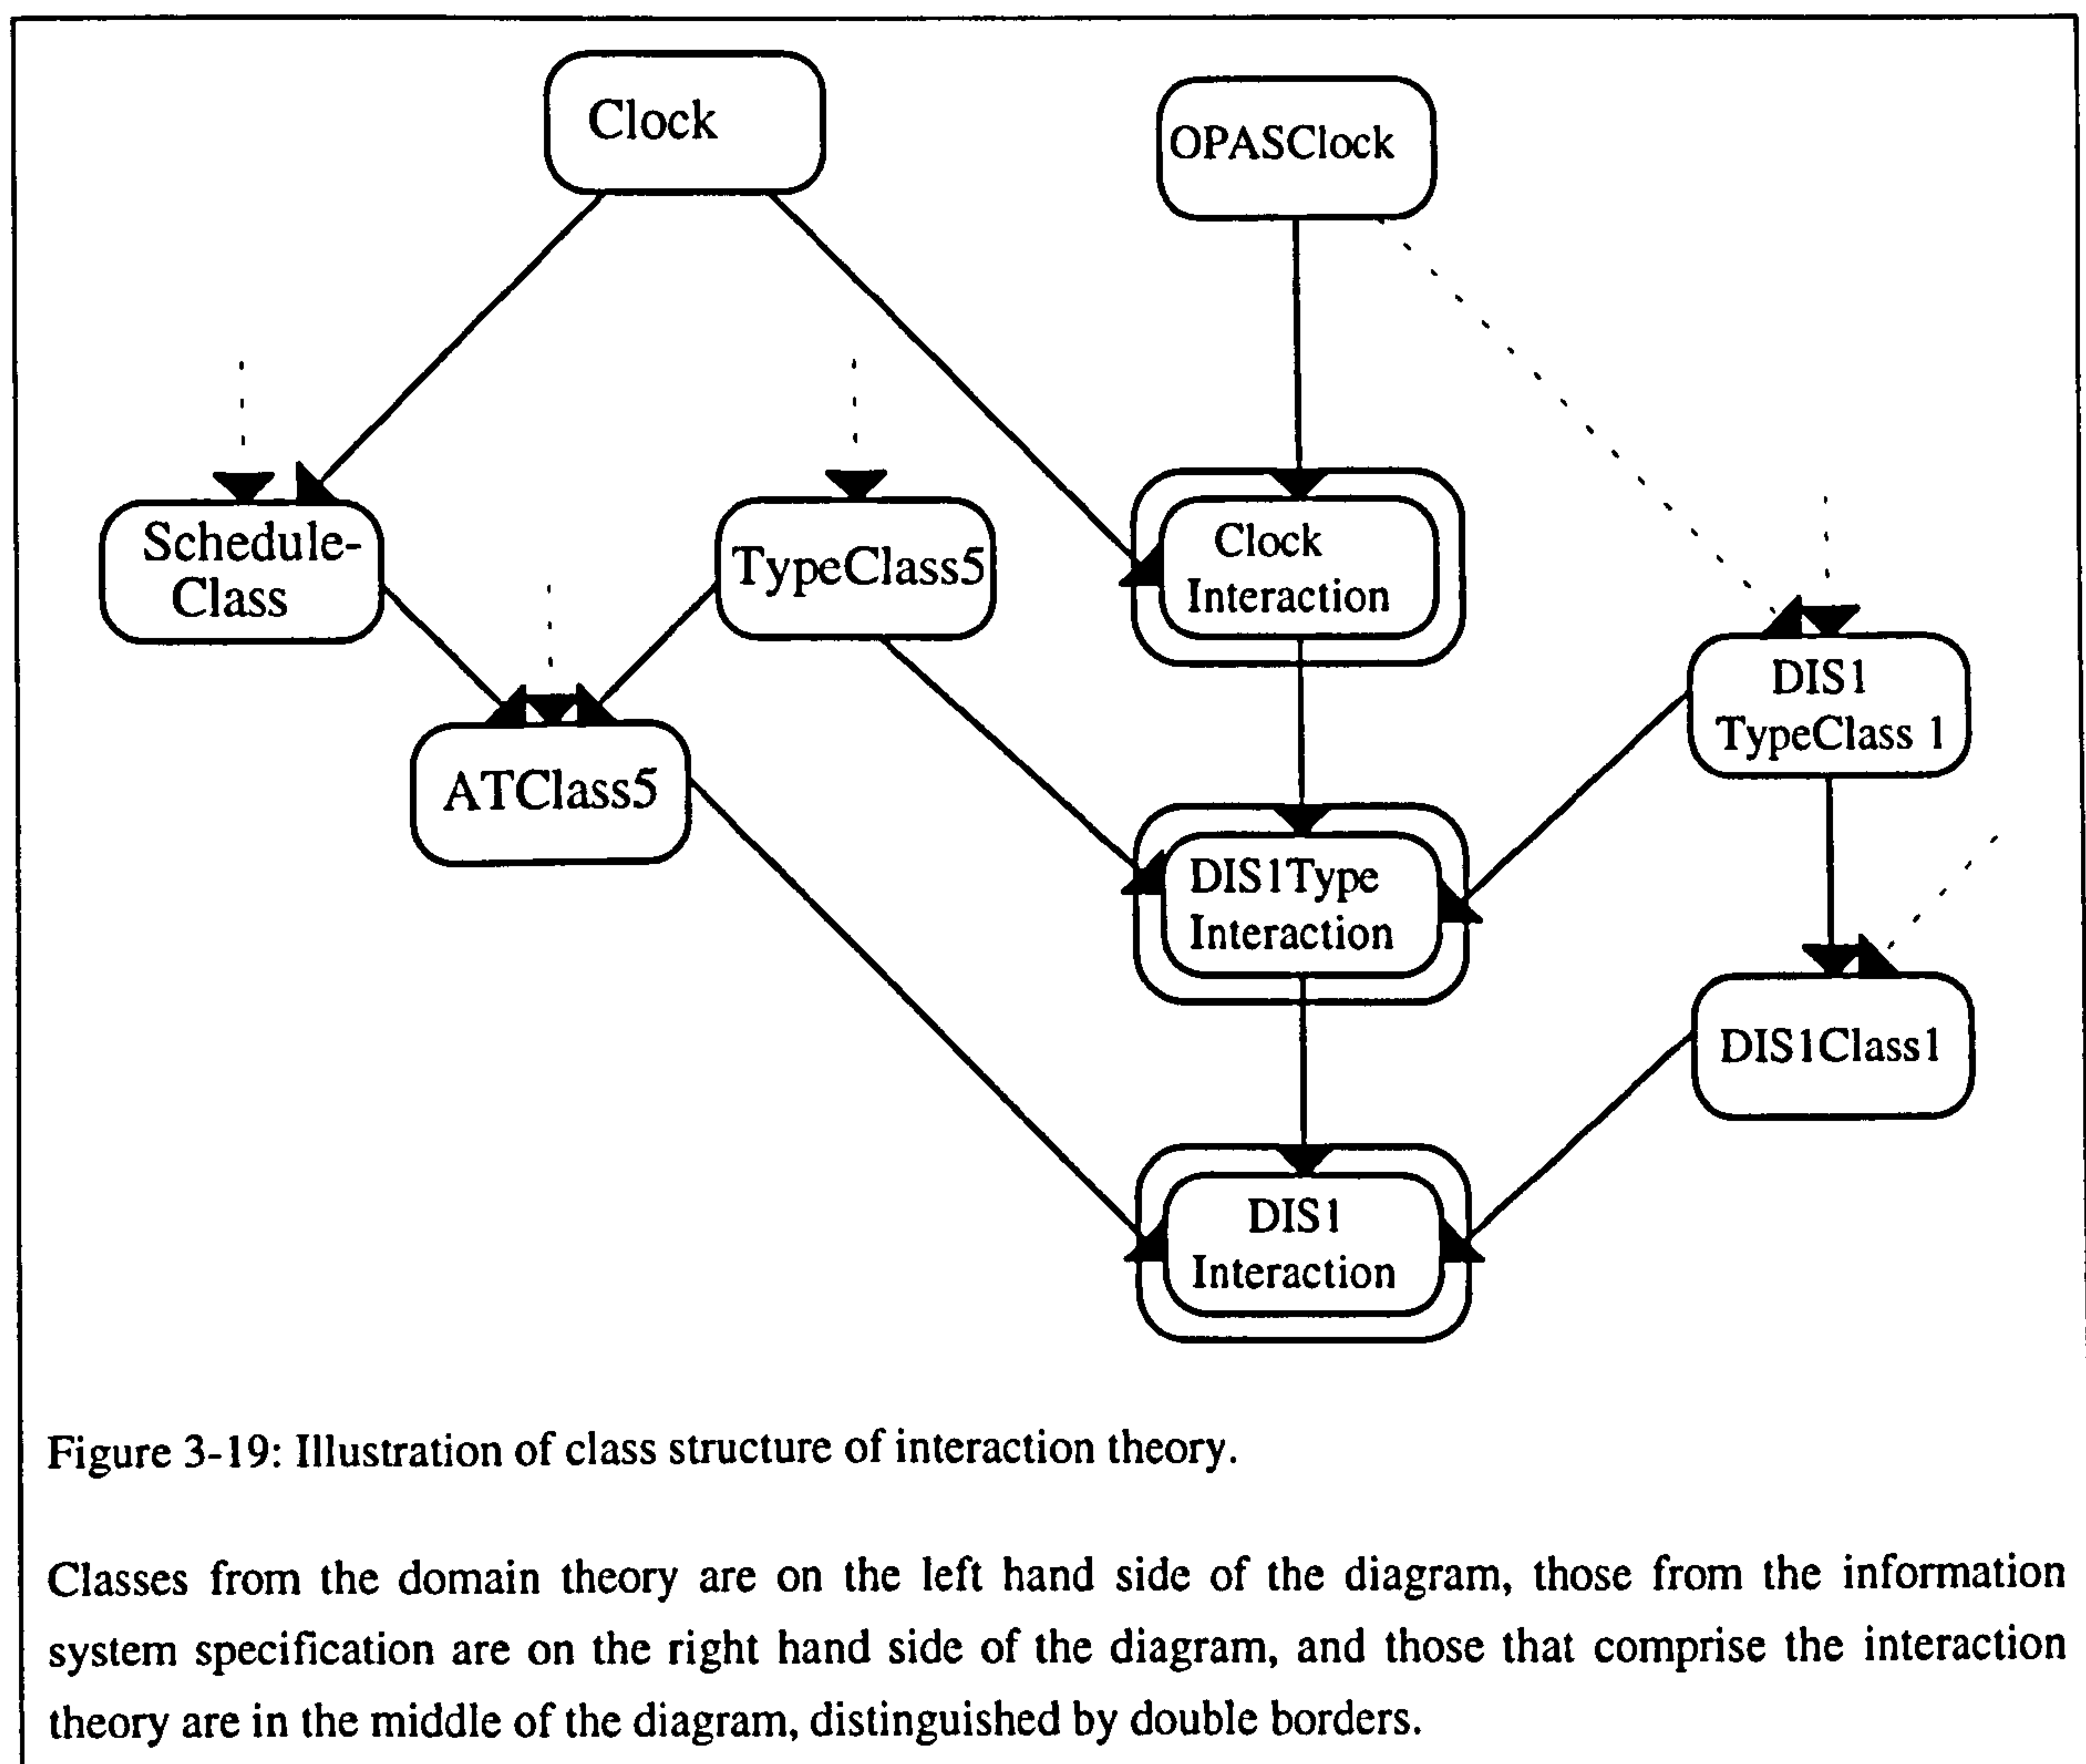 Clock
OPASClock
Schedule-
Class
TypeClass5
Clock
Interaction
DIS1
TypeClass 1
ATClass5
DIS1Type
Interaction
DIS1Class1
DIS1
Interaction
Figure 3-19: Illustration of class structure of interaction theory.
Classes from the domain theory are on the left hand side of the diagram, those from the information
system specification are on the right hand side of the diagram, and those that comprise the interaction
theory are in the middle of the diagram, distinguished by double borders.